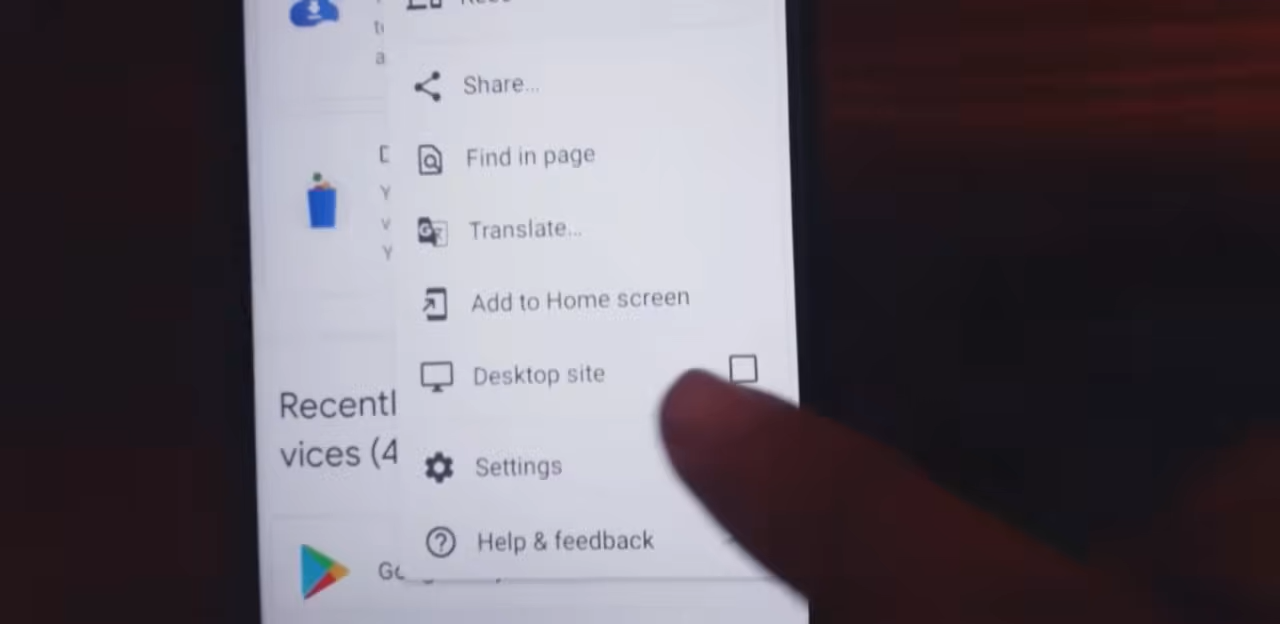 Share...
Find in page
Translate...
Add to Home screen
Desktop site
Recentl
vices (4
Settings
Help & feedback